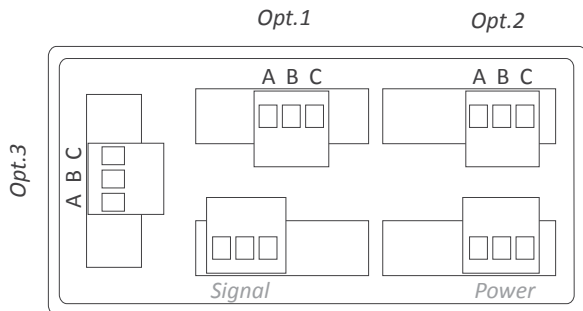 Opt.1
Opt.2
A B C
A B C
Opt.3
A B C
Signal
Power